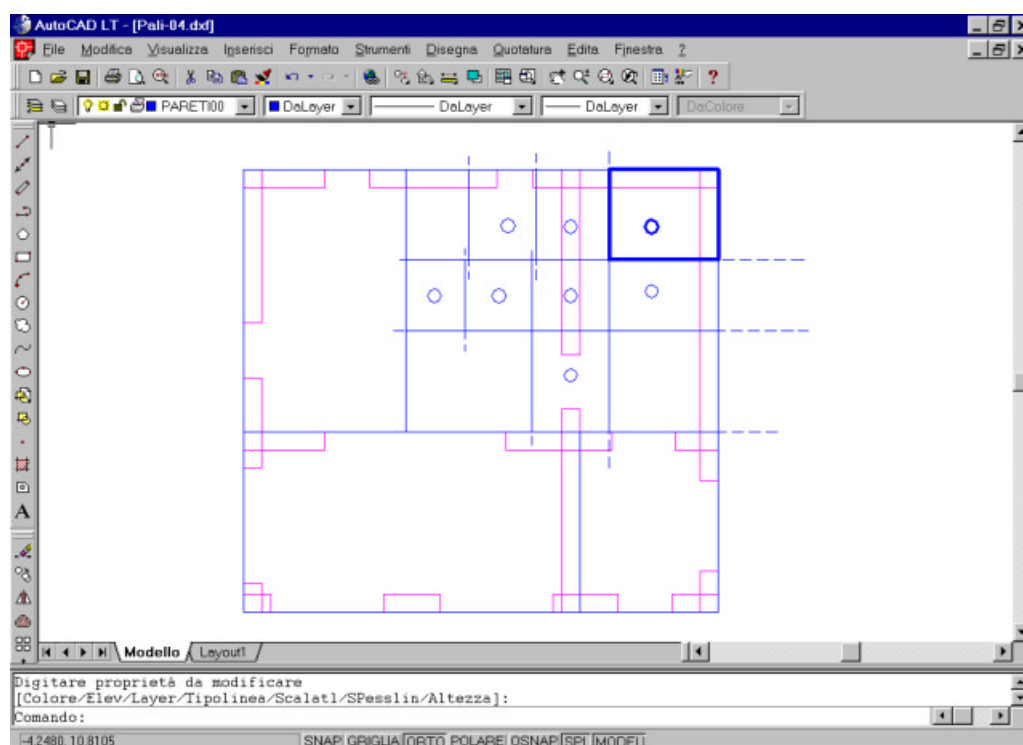 AutoCAD LT - [Pali-04.dxf]
File Modifica Visualizza Inserisci Formato Strumenti Disegna Quotatura Edita Finestra ?
PARETI00 DaLayer DaLayer DaLayer DaColore
A
Modello Layout1
Digitare proprietà da modificare
[Colore/Elev/Layer/Tipolinea/Scalatl/SPesslin/Altezza]:
Comando:
-4.2480, 10.8105 SNAP GRIGLIA ORTO POLARE OSNAP SPL MODELL